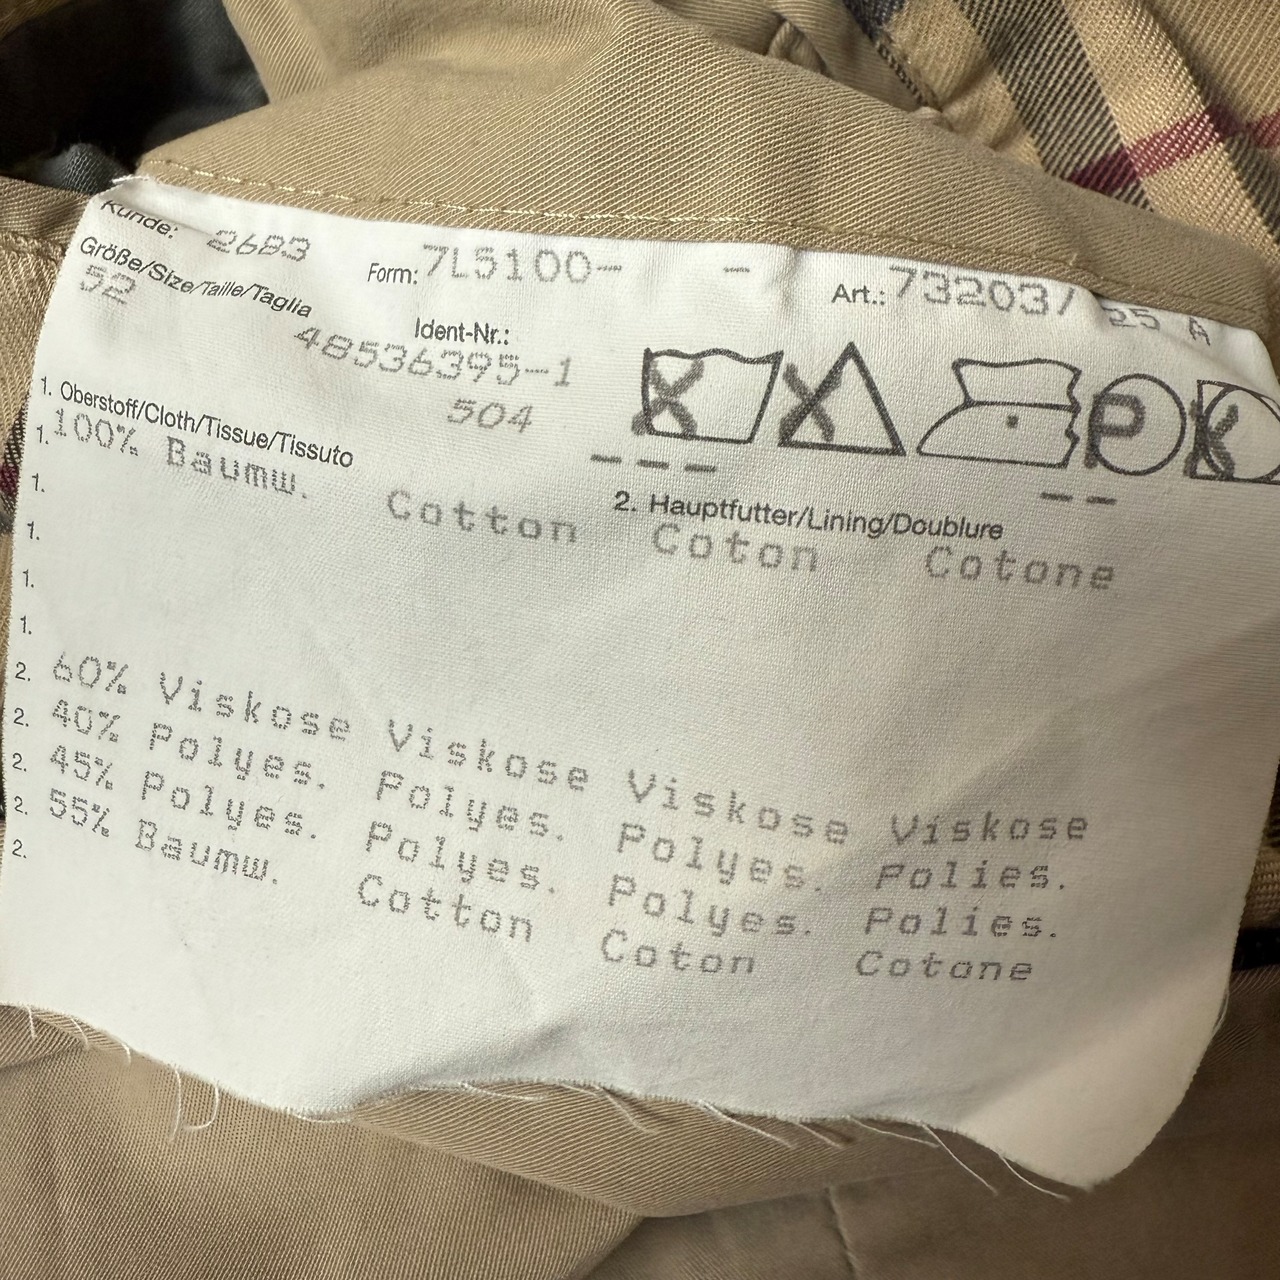 Kunde: 2683 Form: 7L5100- - Art.: 73203/ 25 A
Größe/Size/Taille/Taglia
52
Ident-Nr.:
48536395-1
504
1. Oberstoff/Cloth/Tissue/Tissuto
1. 100% Baumw. Cotton Coton Cotone
1.
1.
1.
1.
2. Hauptfutter/Lining/Doublure
2. 60% Viskose Viskose Viskose Viskose
2. 40% Polyes. Polyes. Polyes. Polies.
2. 45% Polyes. Polyes. Polyes. Polies.
2. 55% Baumw. Cotton Coton Cotone
2.
P